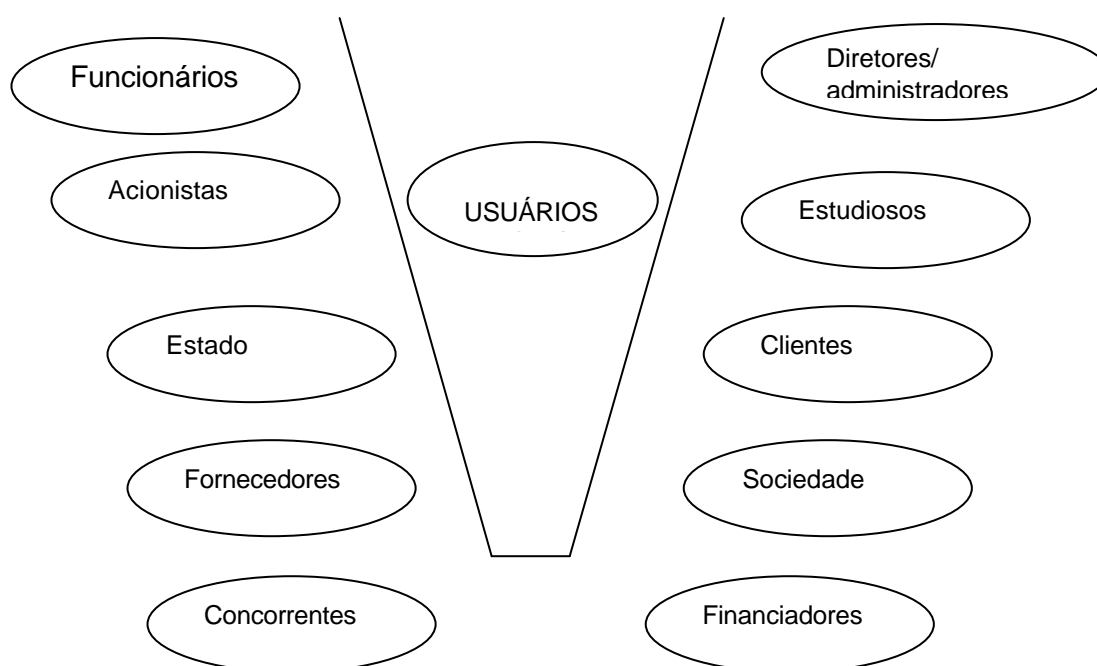 Funcionários
Diretores/
administradores
Acionistas
USUÁRIOS
Estudiosos
Estado
Clientes
Fornecedores
Sociedade
Concorrentes
Financiadores